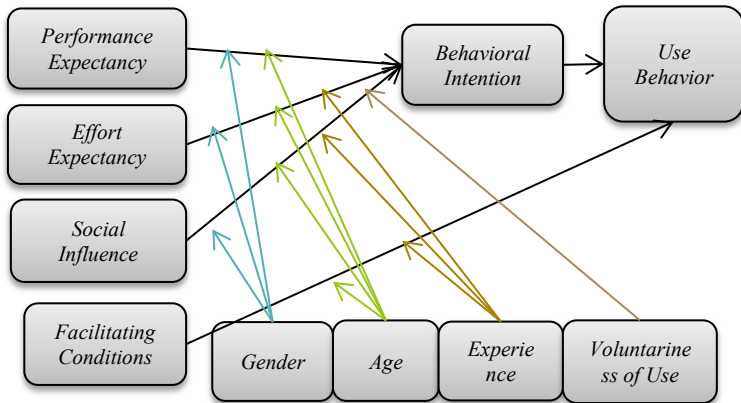 Performance
Expectancy
Behavioral
Intention
Use
Behavior
Effort
Expectancy
Social
Influence
Facilitating
Conditions
Gender
Age
Experie
nce
Voluntarine
ss of Use